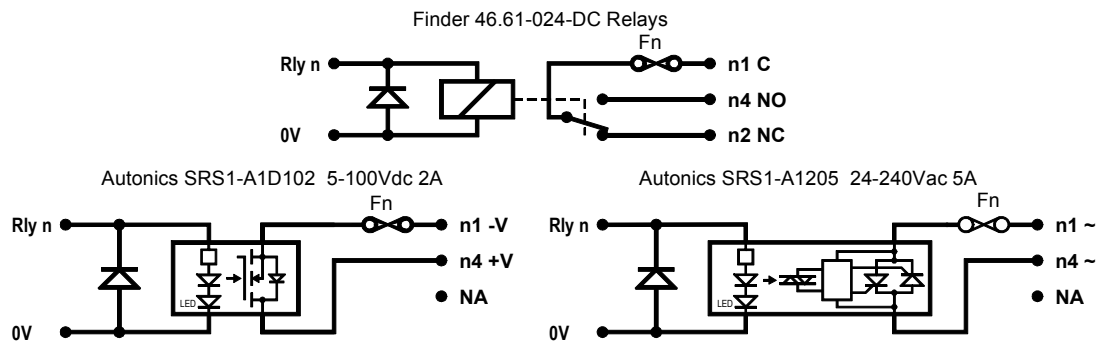 Finder 46.61-024-DC Relays
Fn
Rly n
n1 C
n4 NO
0V
n2 NC
Autonics SRS1-A1D102 5-100Vdc 2A
Fn
Rly n
n1 -V
n4 +V
LED
NA
0V
Autonics SRS1-A1205 24-240Vac 5A
Fn
Rly n
n1 ~
n4 ~
LED
NA
0V